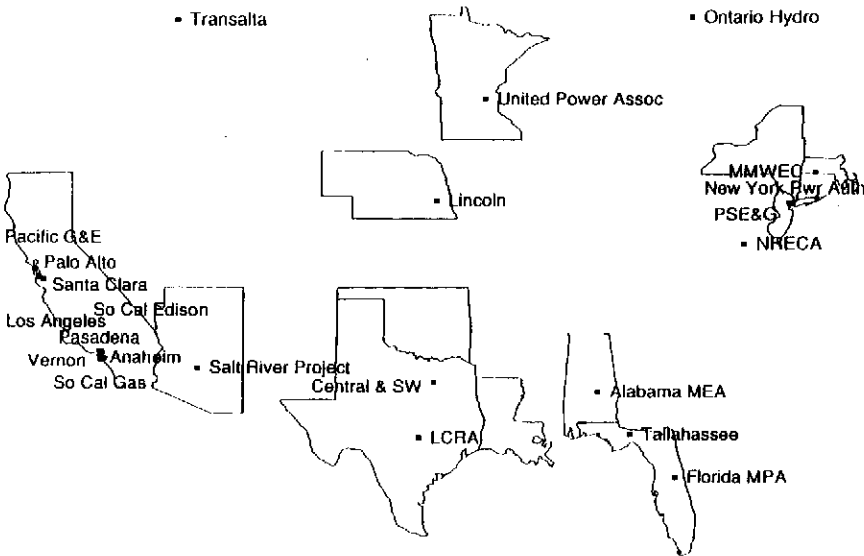 Transalta
Ontario Hydro
United Power Assoc
MMWEC
New York Pwr Auth
Lincoln
PSE&G
NRECA
Pacific G&E
Palo Alto
Santa Clara
So Cal Edison
Los Angeles
Pasadena
Vernon
Anaheim
So Cal Gas
Salt River Project
Central & SW
LCRA
Alabama MEA
Tallahassee
Florida MPA